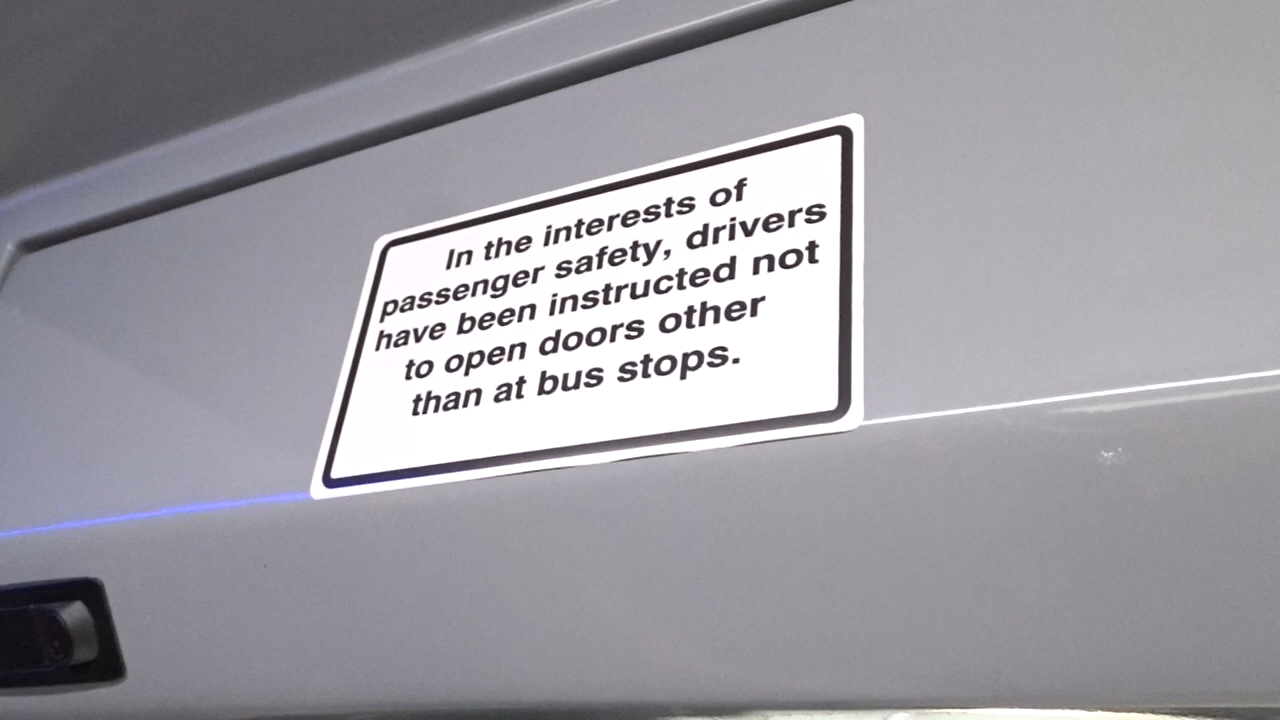 In the interests of
passenger safety, drivers
have been instructed not
to open doors other
than at bus stops.